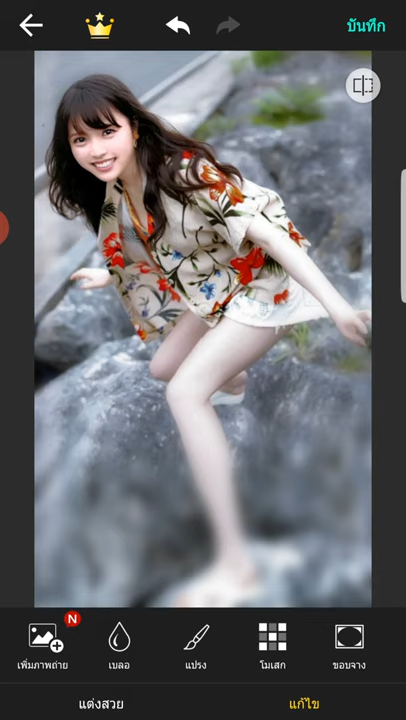 บันทึก
N
เพิ่มภาพถ่าย เบลอ แปรง โมเสก ขอบจาง
แต่งสวย แก้ไข